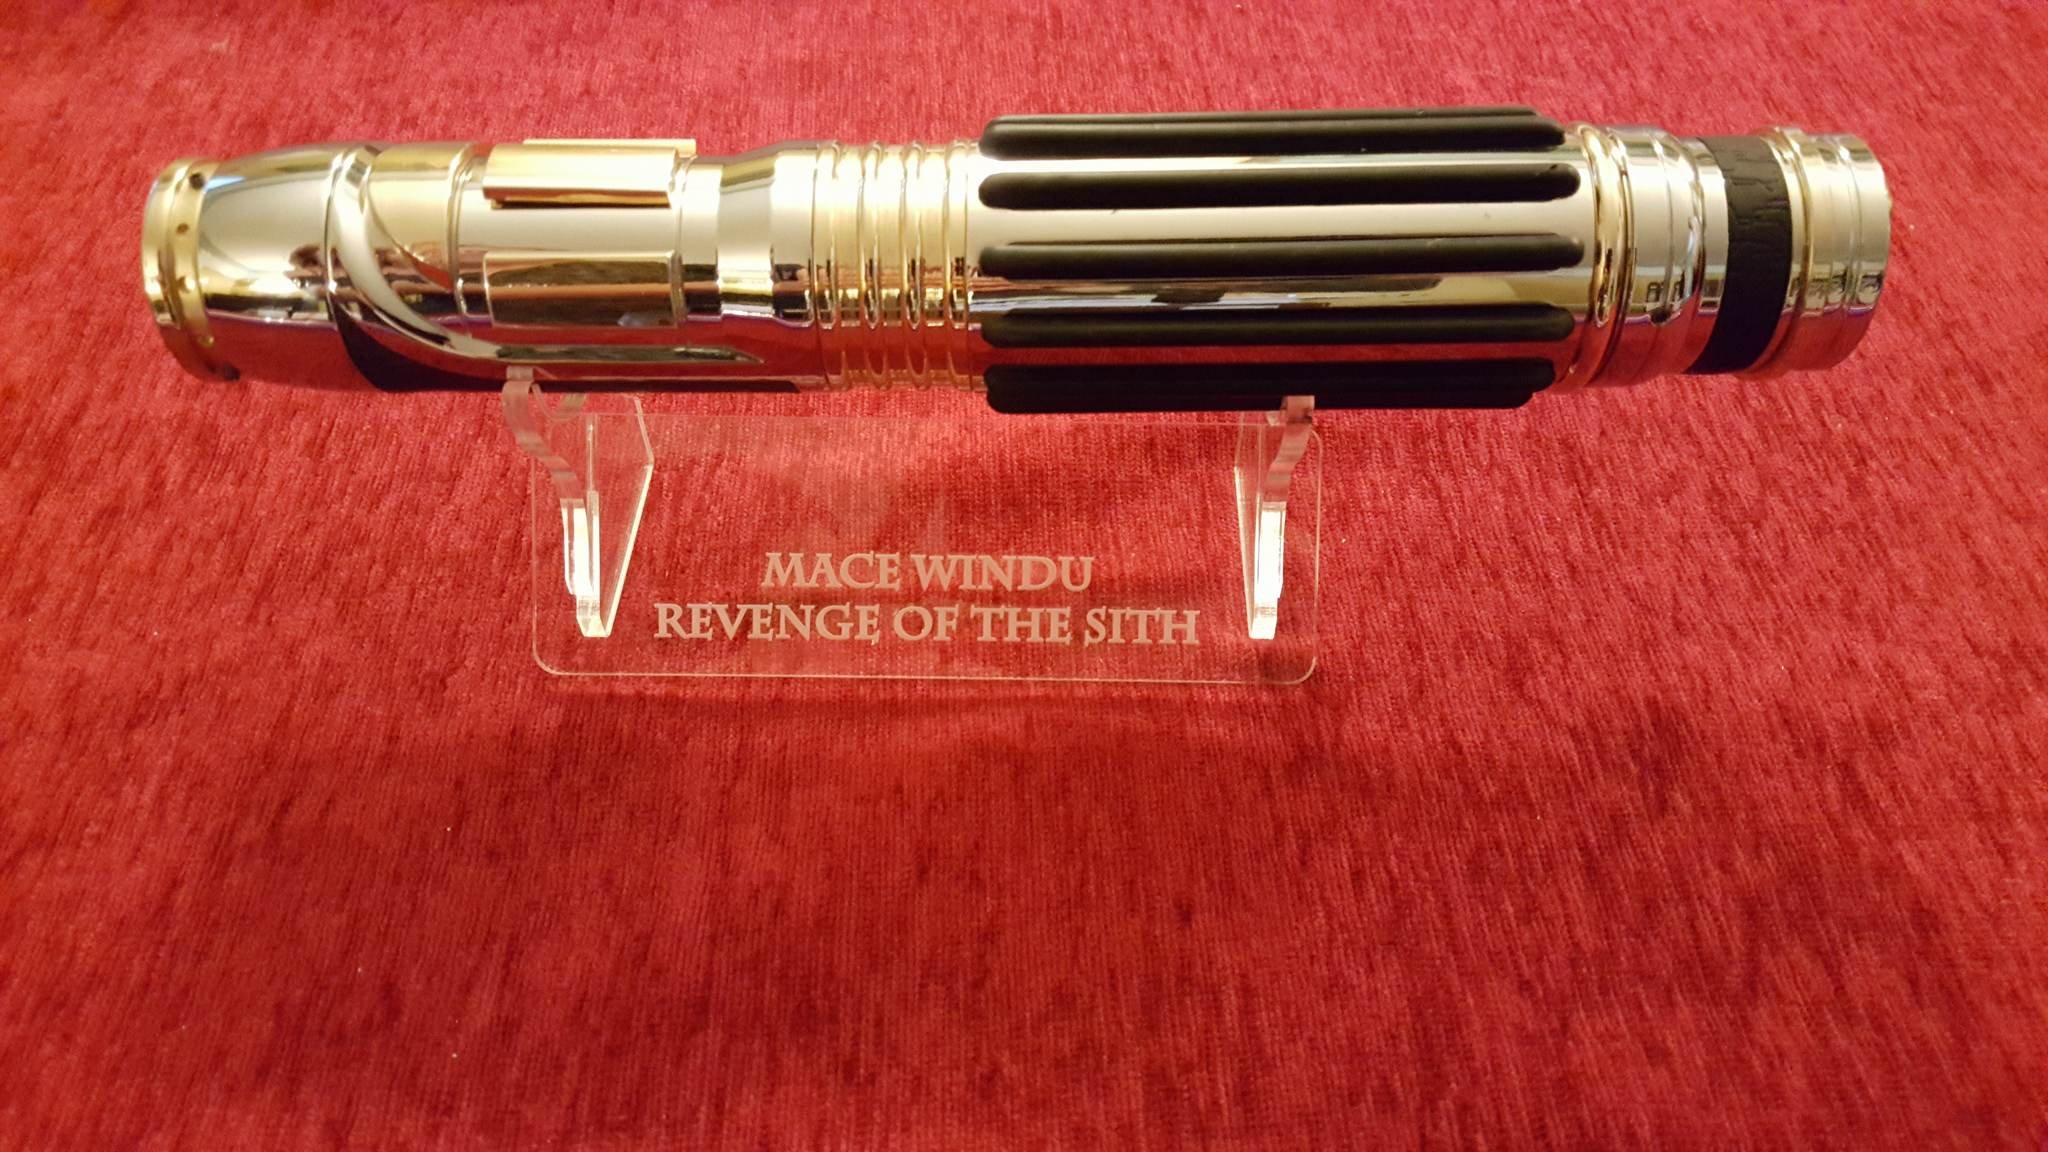 MACE WINDU
REVENGE OF THE SITH